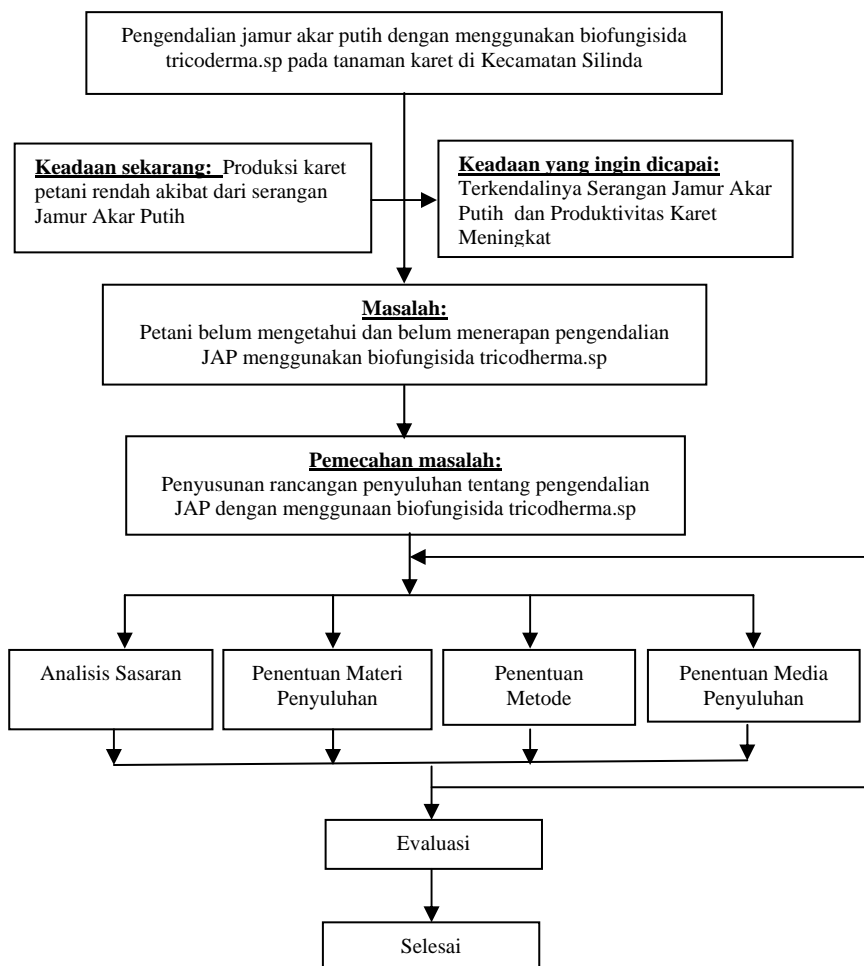 Pengendalian jamur akar putih dengan menggunakan biofungisida
tricoderma.sp pada tanaman karet di Kecamatan Silinda
Keadaan sekarang: Produksi karet
petani rendah akibat dari serangan
Jamur Akar Putih
Keadaan yang ingin dicapai:
Terkendalinya Serangan Jamur Akar
Putih dan Produktivitas Karet
Meningkat
Masalah:
Petani belum mengetahui dan belum menerapan pengendalian
JAP menggunakan biofungisida tricodherma.sp
Pemecahan masalah:
Penyusunan rancangan penyuluhan tentang pengendalian
JAP dengan menggunaan biofungisida tricodherma.sp
Analisis Sasaran
Penentuan Materi
Penyuluhan
Penentuan
Metode
Penentuan Media
Penyuluhan
Evaluasi
Selesai